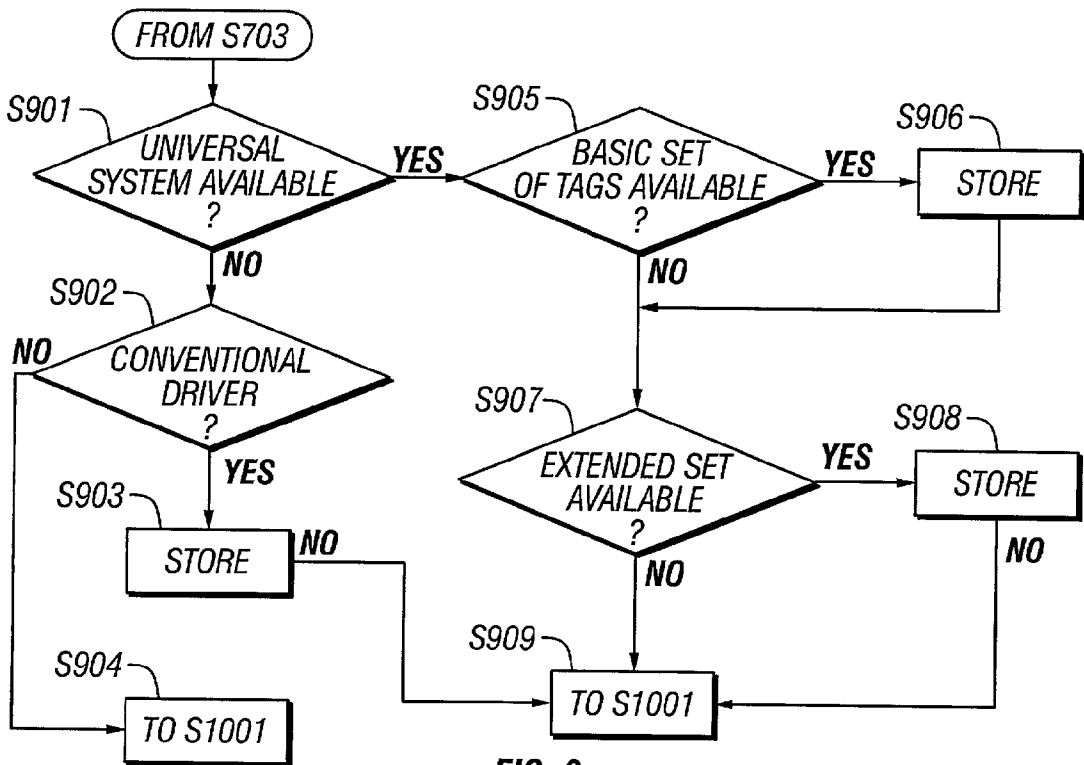 FROM S703
S901
UNIVERSAL
SYSTEM AVAILABLE
?
YES
NO
S905
BASIC SET
OF TAGS AVAILABLE
?
YES
NO
S906
STORE
S902
CONVENTIONAL
DRIVER
?
NO
YES
S907
EXTENDED SET
AVAILABLE
?
YES
NO
S908
STORE
NO
S903
STORE
NO
S904
TO S1001
S909
TO S1001